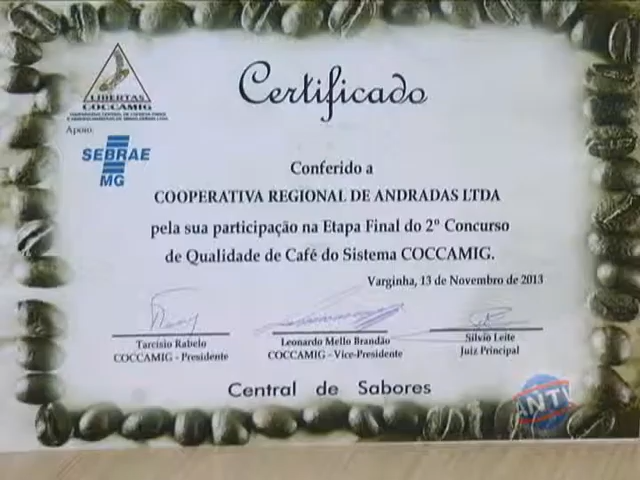 Certificado
LIBERTAS
COCCAMIG
Apoio:
SEBRAE
MG
Conferido a
COOPERATIVA REGIONAL DE ANDRADAS LTDA
pela sua participação na Etapa Final do 2º Concurso
de Qualidade de Café do Sistema COCCAMIG.
Varginha, 13 de Novembro de 2013
Tarcísio Rabelo
COCCAMIG - Presidente
Leonardo Mello Brandão
COCCAMIG - Vice-Presidente
Silvio Leite
Juiz Principal
Central de Sabores
ANTV